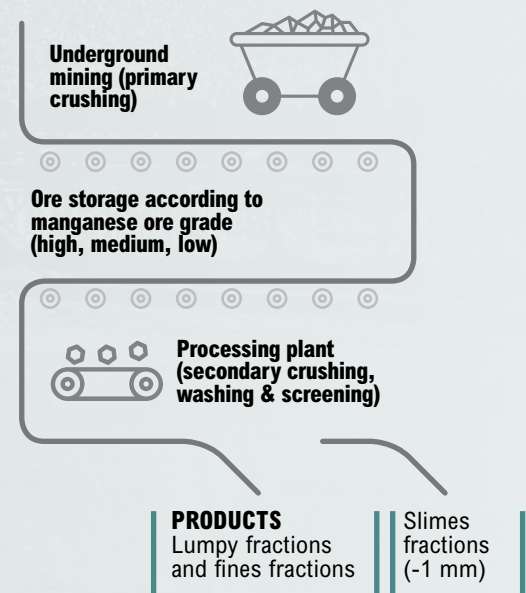 Underground
mining (primary
crushing)
Ore storage according to
manganese ore grade
(high, medium, low)
Processing plant
(secondary crushing,
washing & screening)
PRODUCTS
Lumpy fractions
and fines fractions
Slimes
fractions
(-1 mm)